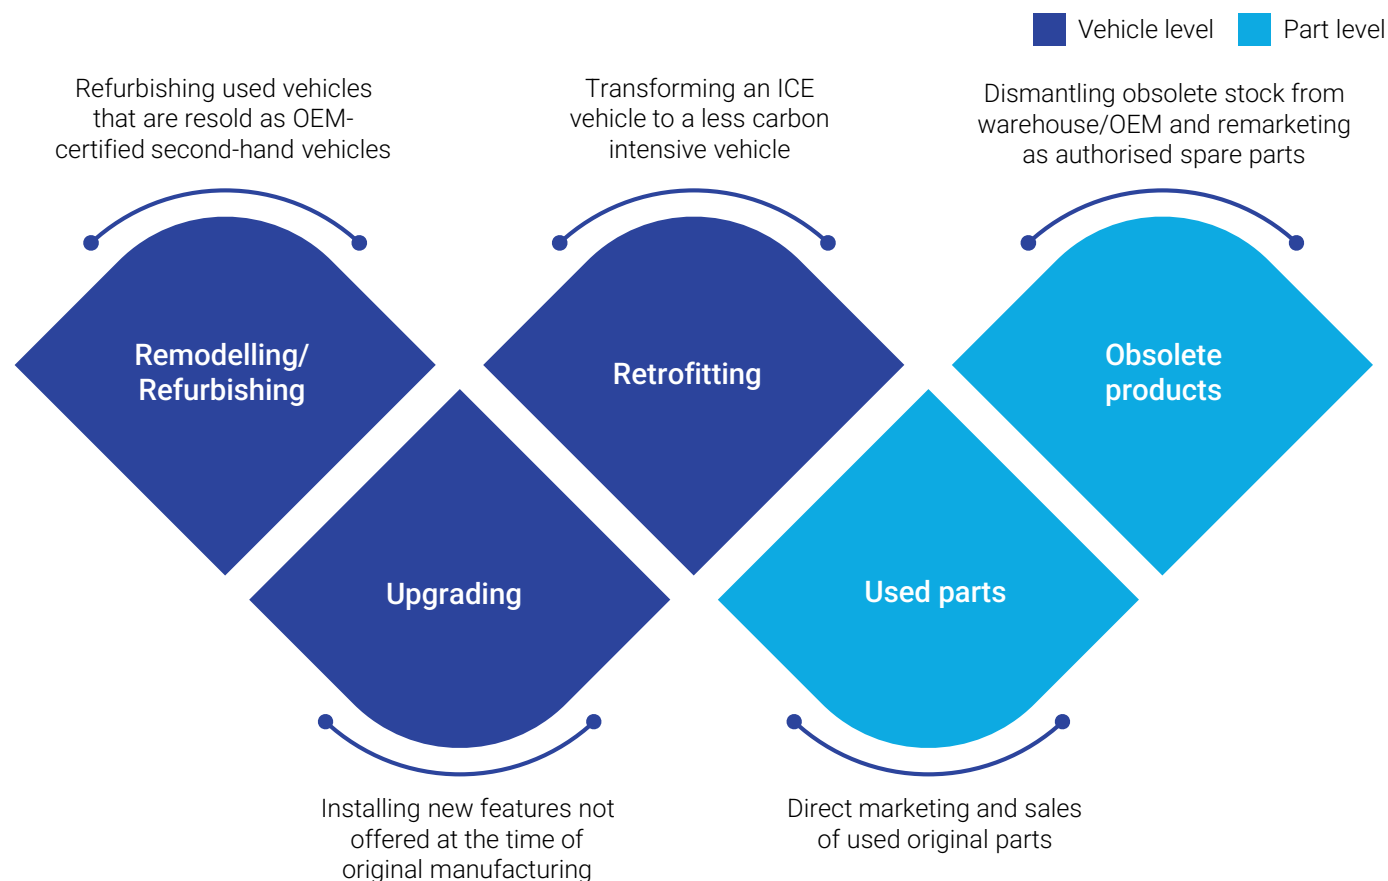 Vehicle level
Part level
Refurbishing used vehicles
that are resold as OEM-
certified second-hand vehicles
Transforming an ICE
vehicle to a less carbon
intensive vehicle
Dismantling obsolete stock from
warehouse/OEM and remarketing
as authorised spare parts
Remodelling/
Refurbishing
Retrofitting
Obsolete
products
Upgrading
Used parts
Installing new features not
offered at the time of
original manufacturing
Direct marketing and sales
of used original parts